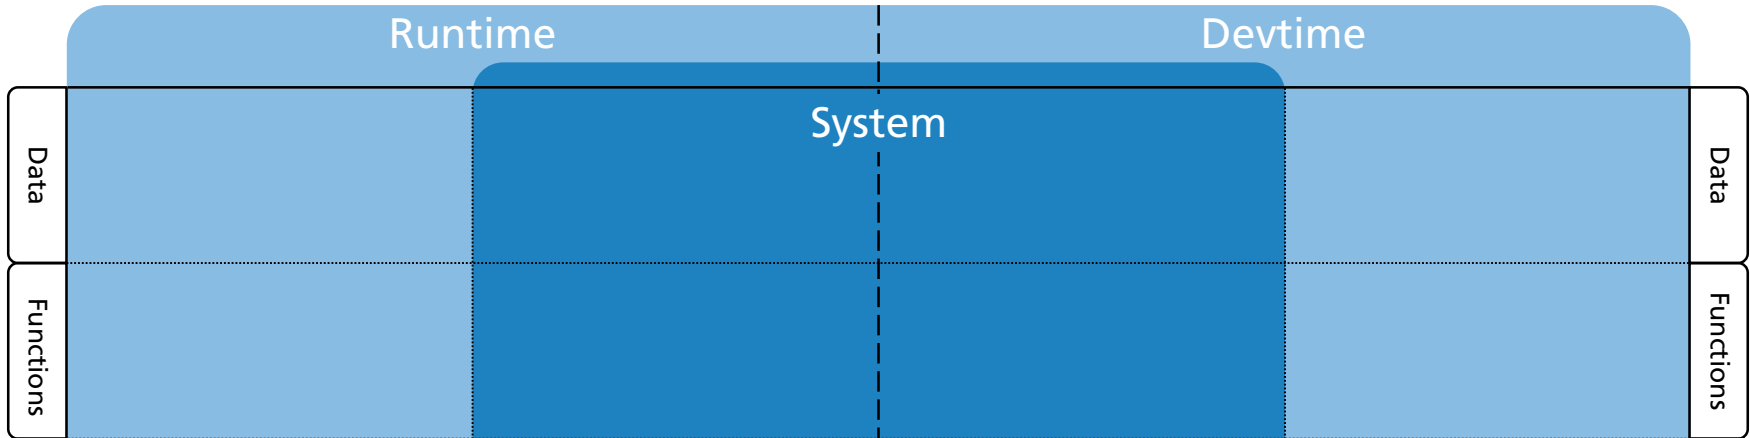 Runtime
Devtime
System
Data
Data
Functions
Functions